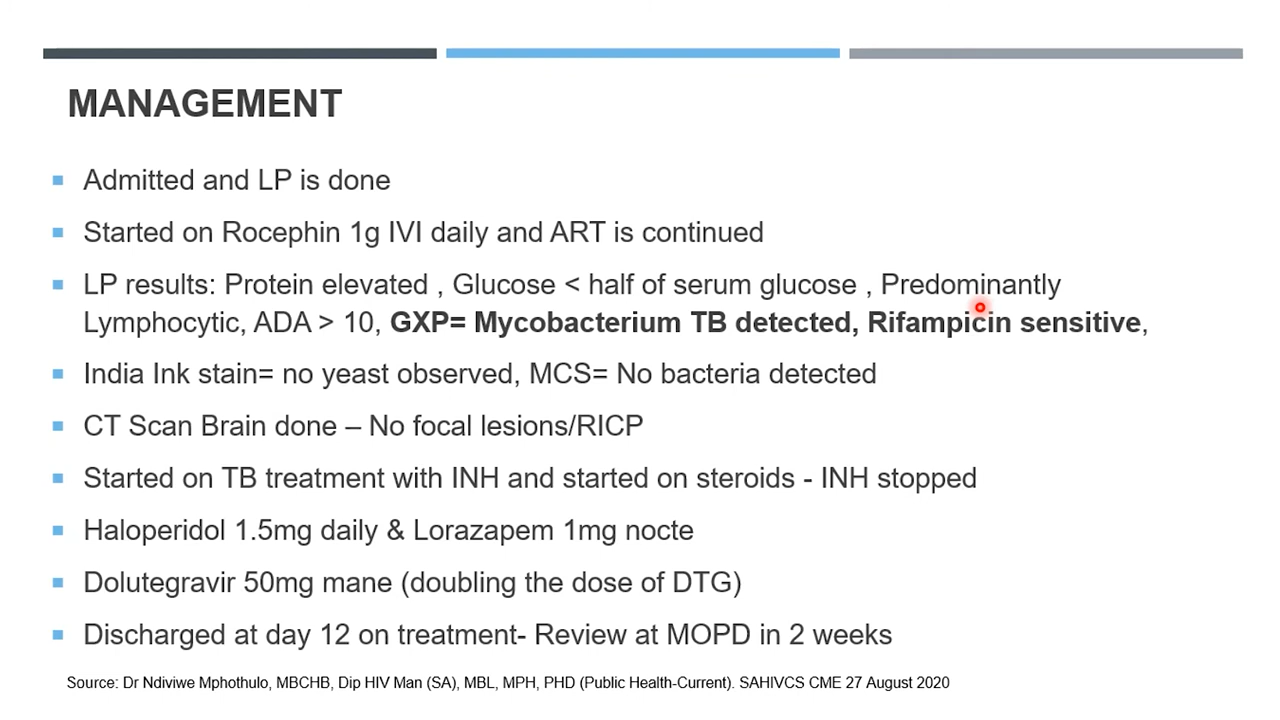 MANAGEMENT
Admitted and LP is done
Started on Rocephin 1g IVI daily and ART is continued
LP results: Protein elevated , Glucose < half of serum glucose , Predominantly
Lymphocytic, ADA > 10, GXP= Mycobacterium TB detected, Rifampicin sensitive,
India Ink stain= no yeast observed, MCS= No bacteria detected
CT Scan Brain done – No focal lesions/RICP
Started on TB treatment with INH and started on steroids - INH stopped
Haloperidol 1.5mg daily & Lorazapem 1mg nocte
Dolutegravir 50mg mane (doubling the dose of DTG)
Discharged at day 12 on treatment- Review at MOPD in 2 weeks
Source: Dr Ndiviwe Mphothulo, MBCHB, Dip HIV Man (SA), MBL, MPH, PHD (Public Health-Current). SAHIVCS CME 27 August 2020